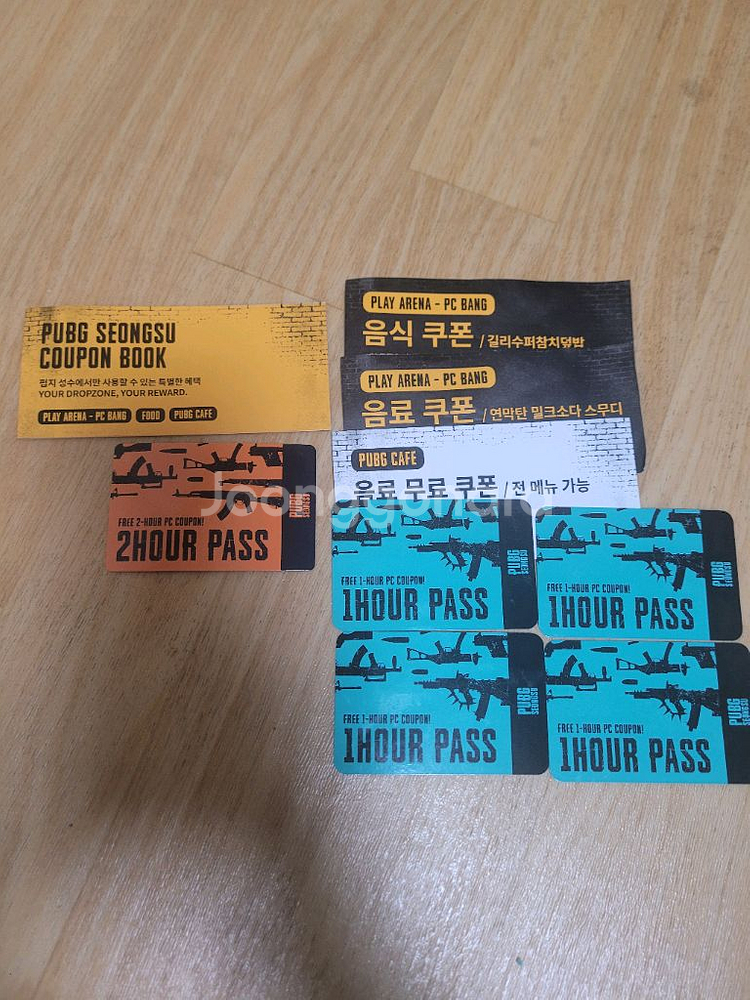 PUBG SEONGSU
COUPON BOOK
펍지 성수에서만 사용할 수 있는 특별한 혜택
YOUR DROPZONE, YOUR REWARD.
PLAY ARENA - PC BANG
FOOD
PUBG CAFE
PLAY ARENA - PC BANG
음식 쿠폰 / 길리수퍼참치덮밥
PLAY ARENA - PC BANG
음료 쿠폰 / 연막탄 밀크소다 스무디
PUBG CAFE
음료 무료 쿠폰 / 전 메뉴 가능
Joonggonara
FREE 2-HOUR PC COUPON!
2HOUR PASS
PUBG
SEONGSU
FREE 1-HOUR PC COUPON!
1HOUR PASS
PUBG
SEONGSU
FREE 1-HOUR PC COUPON!
1HOUR PASS
PUBG
SEONGSU
FREE 1-HOUR PC COUPON!
1HOUR PASS
PUBG
SEONGSU
FREE 1-HOUR PC COUPON!
1HOUR PASS
PUBG
SEONGSU